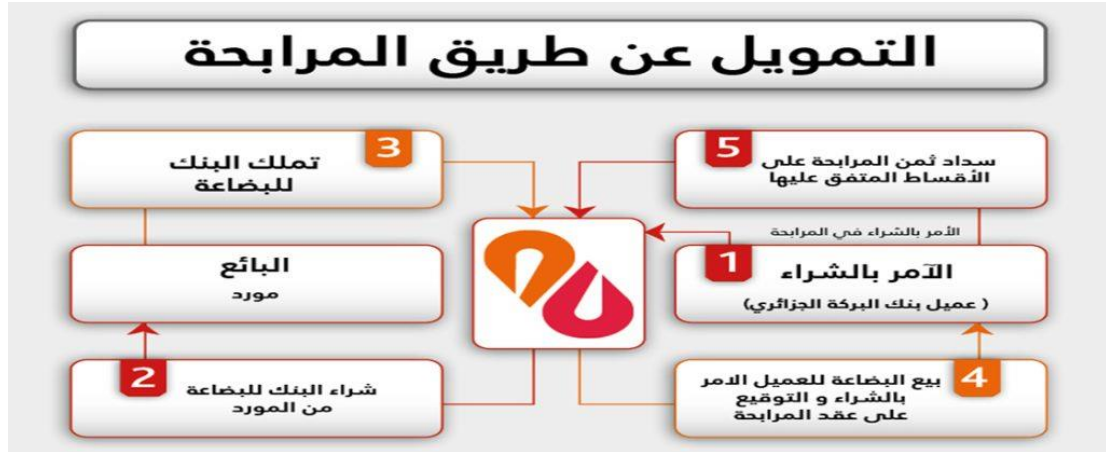 التمويل عن طريق المرابحة
5
سداد ثمن المرابحة على
الأقساط المتفق عليها
3
تملك البنك
للبضاعة
الأمر بالشراء في المرابحة
1
الآمر بالشراء
( عميل بنك البركة الجزائري)
البائع
مورد
4
بيع البضاعة للعميل الامر
بالشراء و التوقيع
على عقد المرابحة
2
شراء البنك للبضاعة
من المورد